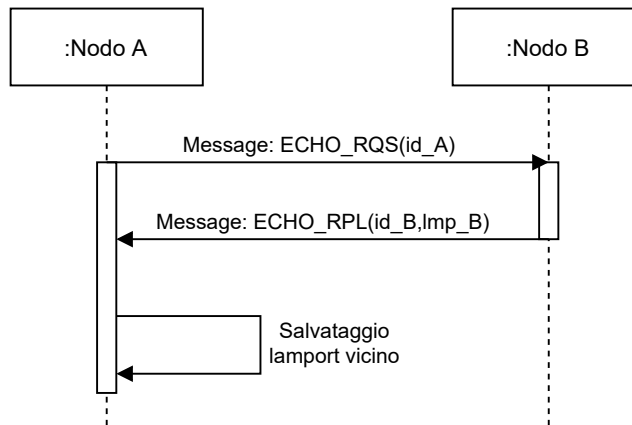 :Nodo A
:Nodo B
Message: ECHO_RQS(id_A)
Message: ECHO_RPL(id_B,lmp_B)
Salvataggio
lamport vicino